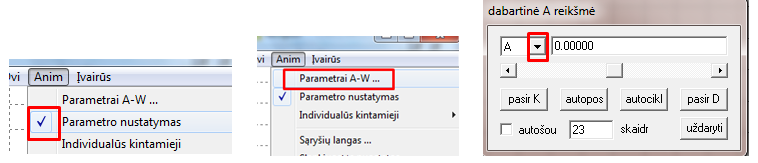 ovi Anim Įvairūs
Parametrai A-W ...
Parametro nustatymas
Individualūs kintamieji
Anim Įvairūs
Parametrai A-W ...
Parametro nustatymas
Individualūs kintamieji
Sąryšių langas ...
dabartinė A reikšmė
A 0.00000
pasir K autopos autocikl pasir D
autošou 23 skaidr uždaryti